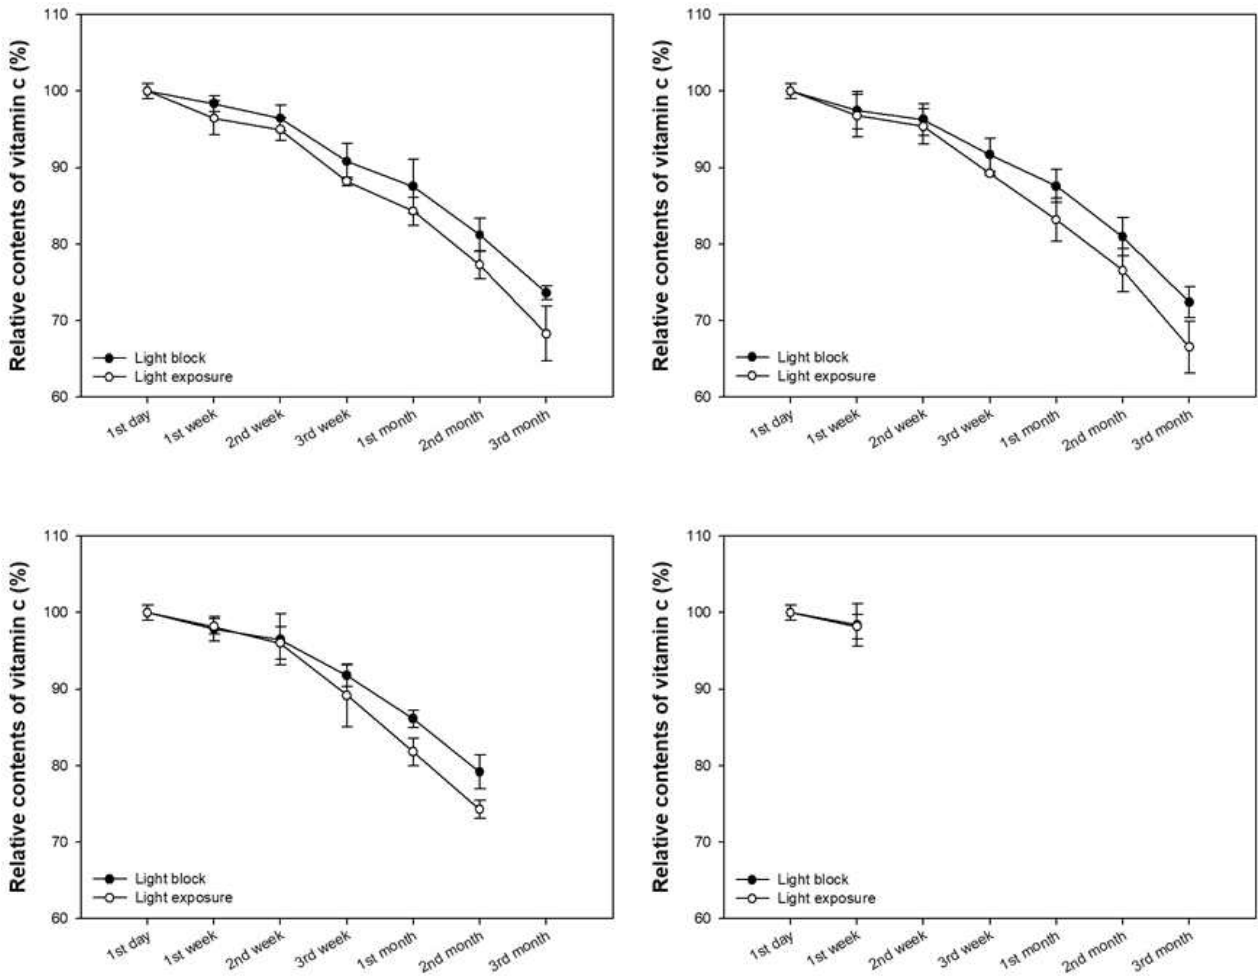 Relative contents of vitamin c (%)
110
100
90
80
70
60
Light block
Light exposure
1st day
1st week
2nd week
3rd week
1st month
2nd month
3rd month
Relative contents of vitamin c (%)
110
100
90
80
70
60
Light block
Light exposure
1st day
1st week
2nd week
3rd week
1st month
2nd month
3rd month
Relative contents of vitamin c (%)
110
100
90
80
70
60
Light block
Light exposure
1st day
1st week
2nd week
3rd week
1st month
2nd month
3rd month
Relative contents of vitamin c (%)
110
100
90
80
70
60
Light block
Light exposure
1st day
1st week
2nd week
3rd week
1st month
2nd month
3rd month